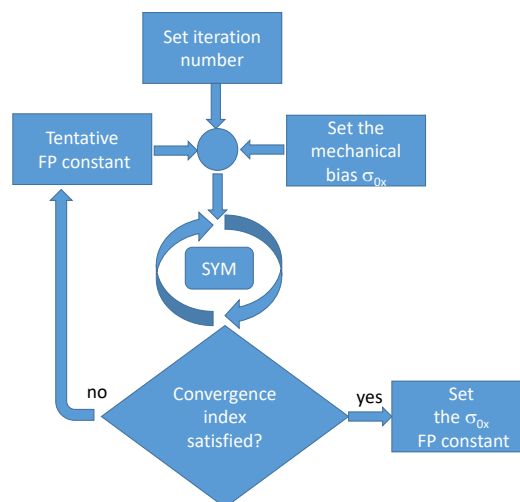 Set iteration
number
Tentative
FP constant
Set the
mechanical
bias σ0x
SYM
no
Convergence
index
satisfied?
yes
Set
the σ0x
FP constant